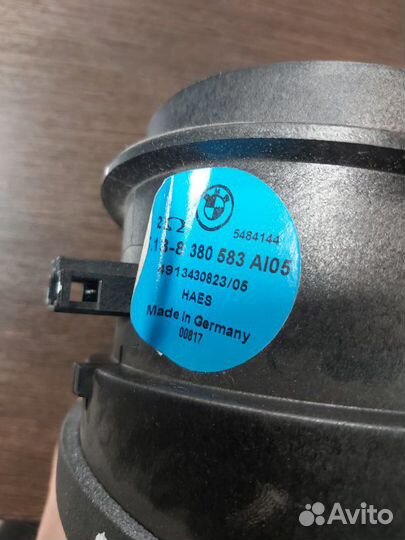 2Ω
5484144
13-8 380 583 AI05
4913430823/05
HAES
Made in Germany
00817
Avito